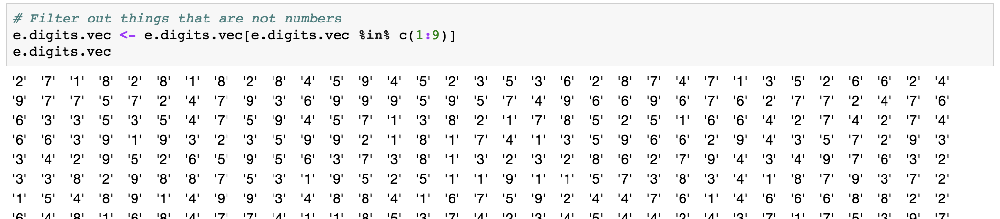 # Filter out things that are not numbers
e.digits.vec <- e.digits.vec[e.digits.vec %in% c(1:9)]
e.digits.vec
'2' '7' '1' '8' '2' '8' '1' '8' '2' '8' '4' '5' '9' '4' '5' '2' '3' '5' '3' '6' '2' '8' '7' '4' '7' '1' '3' '5' '2' '6' '6' '2' '4'
'9' '7' '7' '5' '7' '2' '4' '7' '9' '3' '6' '9' '9' '9' '5' '9' '5' '7' '4' '9' '6' '6' '9' '6' '7' '6' '2' '7' '7' '2' '4' '7' '6'
'6' '3' '3' '5' '3' '5' '4' '7' '5' '9' '4' '5' '7' '1' '3' '8' '2' '1' '7' '8' '5' '2' '5' '1' '6' '6' '4' '2' '7' '4' '2' '7' '4'
'6' '6' '3' '9' '1' '9' '3' '2' '3' '5' '9' '9' '2' '1' '8' '1' '7' '4' '1' '3' '5' '9' '6' '6' '2' '9' '4' '3' '5' '7' '2' '9' '3'
'3' '4' '2' '9' '5' '2' '6' '5' '9' '5' '6' '3' '7' '3' '8' '1' '3' '2' '3' '2' '8' '6' '2' '7' '9' '4' '3' '4' '9' '7' '6' '3' '2'
'3' '3' '8' '2' '9' '8' '8' '7' '5' '3' '1' '9' '5' '2' '5' '1' '1' '9' '1' '1' '5' '7' '3' '8' '3' '4' '1' '8' '7' '9' '3' '7' '2'
'1' '5' '4' '8' '9' '1' '4' '9' '9' '3' '4' '8' '8' '4' '1' '6' '7' '5' '9' '2' '4' '4' '7' '6' '1' '4' '6' '6' '6' '8' '8' '2' '2'
'6' '4' '8' '1' '6' '8' '4' '7' '7' '4' '1' '1' '8' '5' '3' '7' '4' '2' '3' '4' '5' '4' '4' '2' '4' '3' '7' '1' '7' '5' '3' '9' '7'